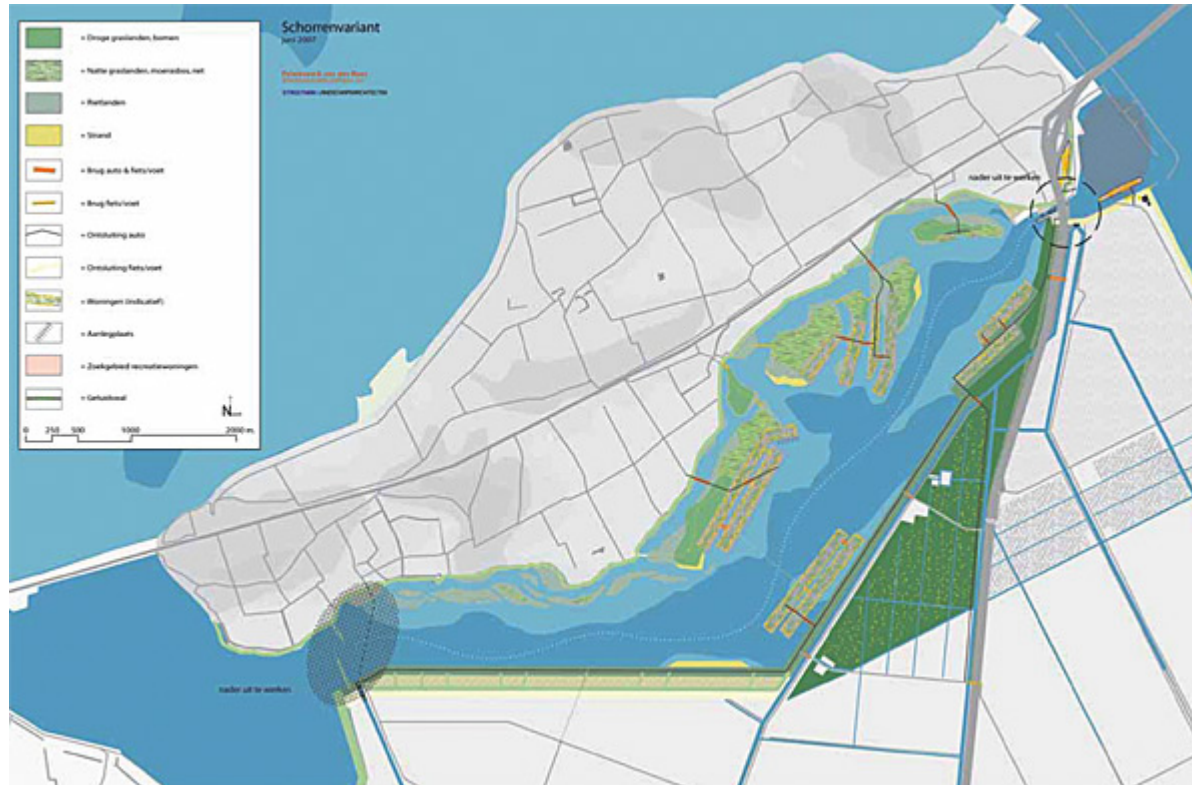 Schorrenvariant
juni 2007
= Droge graslanden, bomen
= Natte graslanden, moerasbos, riet
= Rietlanden
= Strand
= Brug auto & fiets/voet
= Brug fiets/voet
= Ontsluiting auto
= Ontsluiting fiets/voet
= Woningen (indicatief)
= Aanlegplaats
= Zoekgebied recreatiewoningen
= Geluidswal
N
0 250 500 1000 2000 m.
nader uit te werken
nader uit te werken